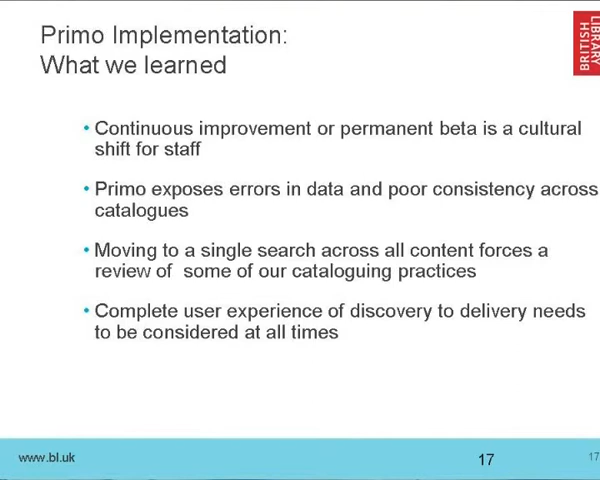 Primo Implementation:
What we learned
BRITISH
LIBRARY
• Continuous improvement or permanent beta is a cultural
shift for staff
• Primo exposes errors in data and poor consistency across
catalogues
• Moving to a single search across all content forces a
review of  some of our cataloguing practices
• Complete user experience of discovery to delivery needs
to be considered at all times
www.bl.uk
17
17